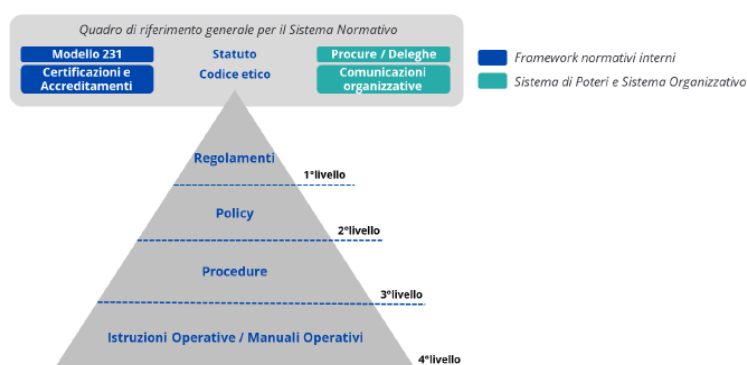 Quadro di riferimento generale per il Sistema Normativo
Modello 231
Statuto
Procure / Deleghe
Certificazioni e
Accreditamenti
Codice etico
Comunicazioni
organizzative
Framework normativi interni
Sistema di Poteri e Sistema Organizzativo
Regolamenti
1°livello
Policy
2°livello
Procedure
3°livello
Istruzioni Operative / Manuali Operativi
4°livello